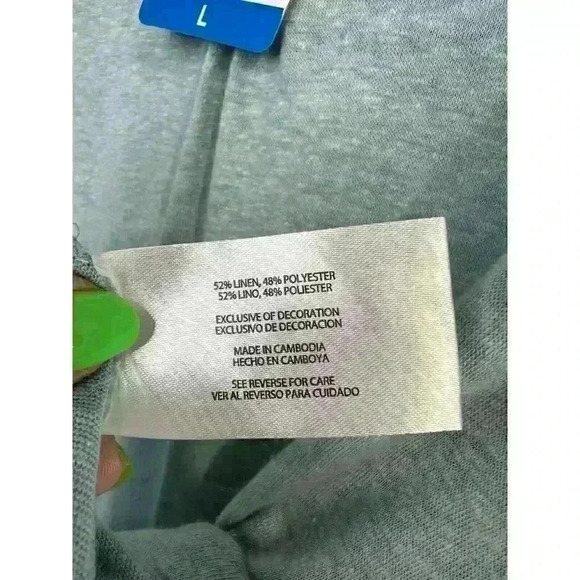 L
52% LINEN, 48% POLYESTER
52% LINO, 48% POLIESTER
EXCLUSIVE OF DECORATION
EXCLUSIVO DE DECORACION
MADE IN CAMBODIA
HECHO EN CAMBOYA
SEE REVERSE FOR CARE
VER AL REVERSO PARA CUIDADO